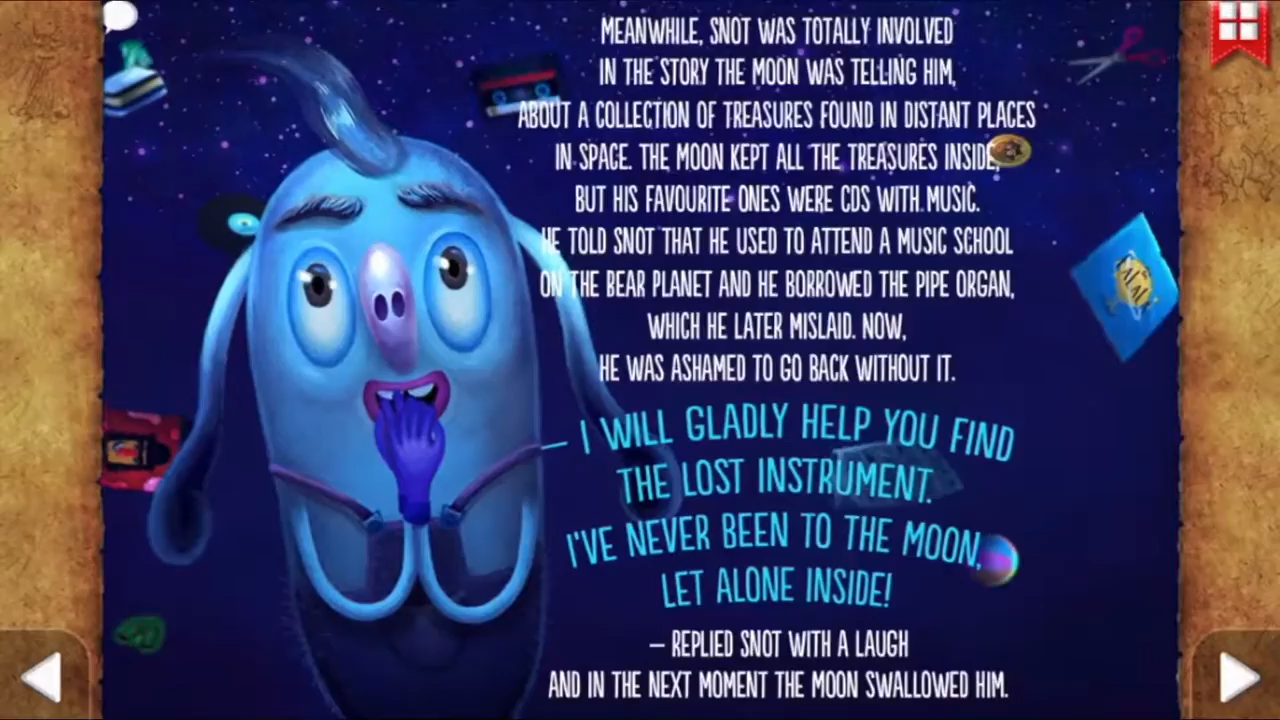 MEANWHILE, SNOT WAS TOTALLY INVOLVED
IN THE STORY THE MOON WAS TELLING HIM,
ABOUT A COLLECTION OF TREASURES FOUND IN DISTANT PLACES
IN SPACE. THE MOON KEPT ALL THE TREASURES INSIDE,
BUT HIS FAVOURITE ONES WERE CDS WITH MUSIC.
HE TOLD SNOT THAT HE USED TO ATTEND A MUSIC SCHOOL
ON THE BEAR PLANET AND HE BORROWED THE PIPE ORGAN,
WHICH HE LATER MISLAID. NOW,
HE WAS ASHAMED TO GO BACK WITHOUT IT.
– I WILL GLADLY HELP YOU FIND
THE LOST INSTRUMENT.
I'VE NEVER BEEN TO THE MOON,
LET ALONE INSIDE!
– REPLIED SNOT WITH A LAUGH
AND IN THE NEXT MOMENT THE MOON SWALLOWED HIM.